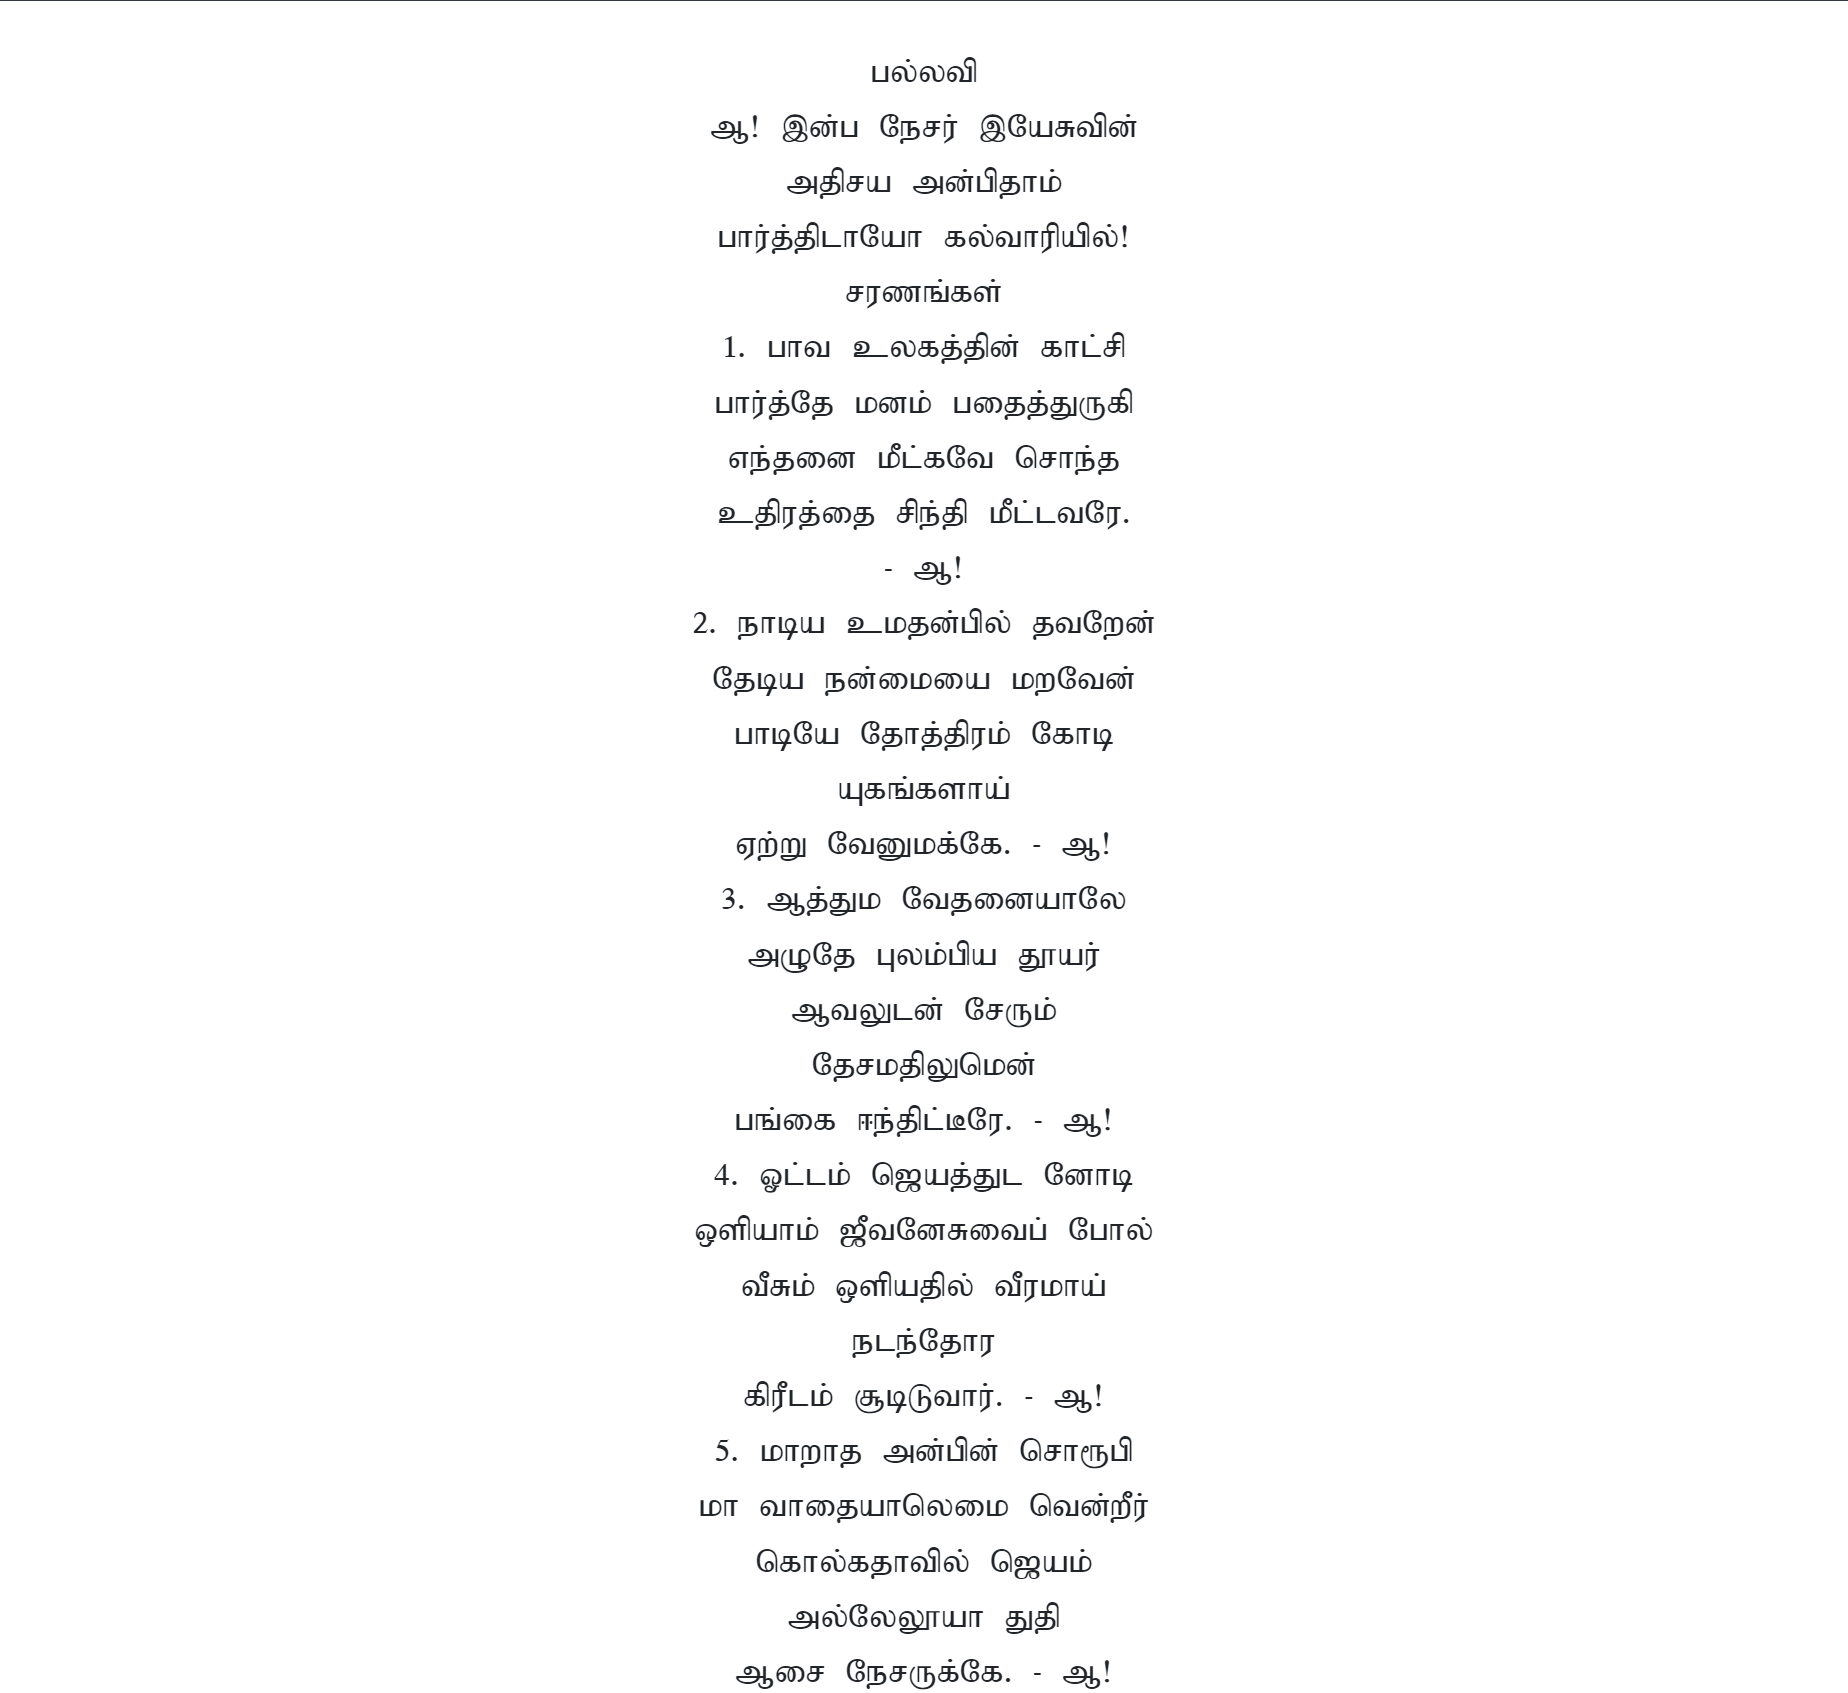 பல்லவி
ஆ! இன்ப நேசர் இயேசுவின்
அதிசய அன்பிதாம்
பார்த்திடாயோ கல்வாரியில்!
சரணங்கள்
1. பாவ உலகத்தின் காட்சி
பார்த்தே மனம் பதைத்துருகி
எந்தனை மீட்கவே சொந்த
உதிரத்தை சிந்தி மீட்டவரே.
- ஆ!
2. நாடிய உமதன்பில் தவறேன்
தேடிய நன்மையை மறவேன்
பாடியே தோத்திரம் கோடி
யுகங்களாய்
ஏற்று வேனுமக்கே. - ஆ!
3. ஆத்தும வேதனையாலே
அழுதே புலம்பிய தூயர்
ஆவலுடன் சேரும்
தேசமதிலுமென்
பங்கை ஈந்திட்டீரே. - ஆ!
4. ஓட்டம் ஜெயத்துட னோடி
ஒளியாம் ஜீவனேசுவைப் போல்
வீசும் ஒளியதில் வீரமாய்
நடந்தோர
கிரீடம் சூடிடுவார். - ஆ!
5. மாறாத அன்பின் சொரூபி
மா வாதையாலெமை வென்றீர்
கொல்கதாவில் ஜெயம்
அல்லேலூயா துதி
ஆசை நேசருக்கே. - ஆ!